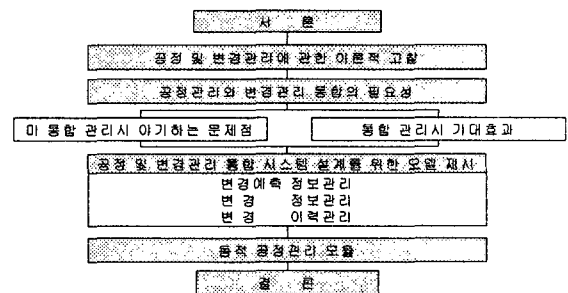 서 론
공정 및 변경관리에 관한 이론적 고찰
공정관리와 변경관리 통합의 필요성
미 통합 관리시 야기하는 문제점
통합 관리시 기대효과
공정 및 변경관리 통합 시스템 설계를 위한 모델 제시
변경예측 정보관리
변 경 정보관리
변 경 이력관리
동적 공정관리 모듈
결 론